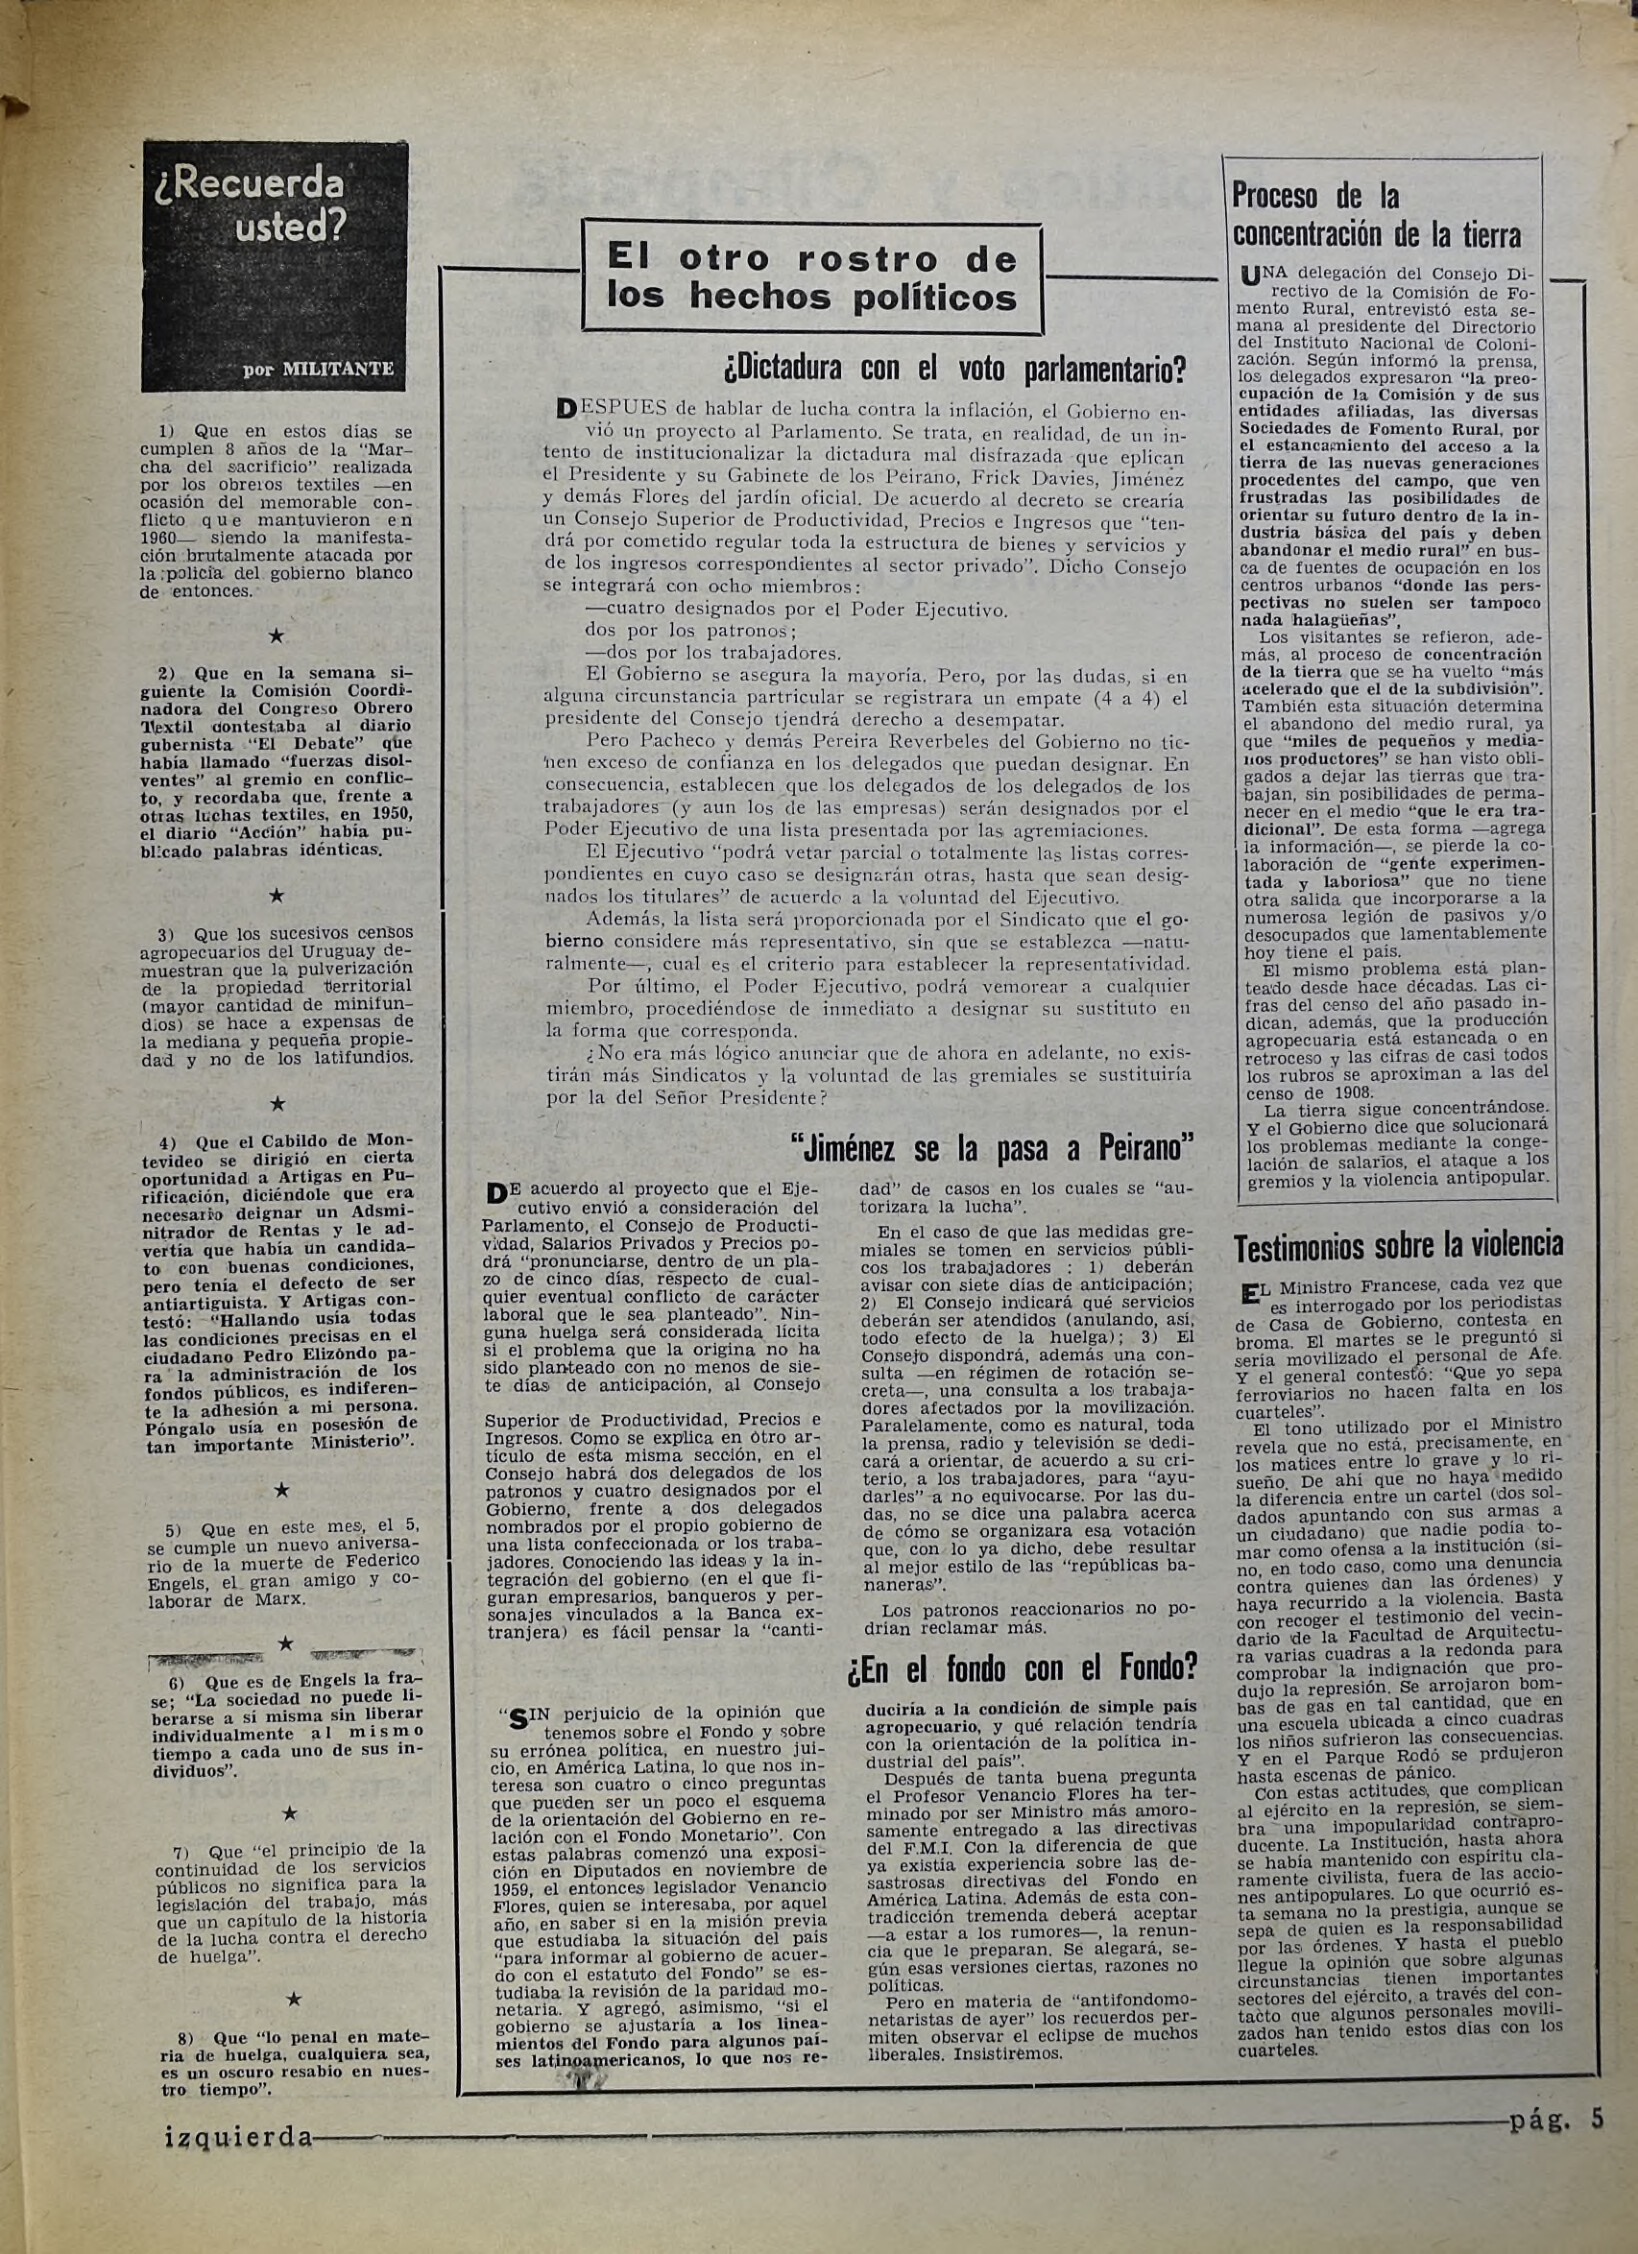 ¿Recuerda
usted?
por MILITANTE
1) Que en estos días se
cumplen 8 años de la "Mar-
cha del sacrificio" realizada
por los obreros textiles —en
ocasión del memorable con-
flicto que mantuvieron en
1960— siendo la manifesta-
ción brutalmente atacada por
la policía del gobierno blanco
de entonces.
★
2) Que en la semana si-
guiente la Comisión Coordi-
nadora del Congreso Obrero
Textil contestaba al diario
gubernista "El Debate" que
había llamado "fuerzas disol-
ventes" al gremio en conflic-
to, y recordaba que, frente a
otras luchas textiles, en 1950,
el diario "Acción" había pu-
blicado palabras idénticas.
★
3) Que los sucesivos censos
agropecuarios del Uruguay de-
muestran que la pulverización
de la propiedad territorial
(mayor cantidad de minifun-
dios) se hace a expensas de
la mediana y pequeña propie-
dad y no de los latifundios.
★
4) Que el Cabildo de Mon-
tevideo se dirigió en cierta
oportunidad a Artigas en Pu-
rificación, diciéndole que era
necesario deignar un Adsmi-
nitrador de Rentas y le ad-
vertía que había un candida-
to con buenas condiciones,
pero tenía el defecto de ser
antiartiguista. Y Artigas con-
testó: "Hallando usía todas
las condiciones precisas en el
ciudadano Pedro Elizondo pa-
ra la administración de los
fondos públicos, es indiferen-
te la adhesión a mi persona.
Póngalo usía en posesión de
tan importante Ministerio".
★
5) Que en este mes, el 5,
se cumple un nuevo aniversa-
rio de la muerte de Federico
Engels, el gran amigo y co-
laborar de Marx.
★
6) Que es de Engels la fra-
se; "La sociedad no puede li-
berarse a sí misma sin liberar
individualmente al mismo
tiempo a cada uno de sus in-
dividuos".
★
7) Que "el principio de la
continuidad de los servicios
públicos no significa para la
legislación del trabajo, más
que un capítulo de la historia
de la lucha contra el derecho
de huelga".
★
8) Que "lo penal en mate-
ria de huelga, cualquiera sea,
es un oscuro resabio en nues-
tro tiempo".
El otro rostro de
los hechos políticos
¿Dictadura con el voto parlamentario?
DESPUES de hablar de lucha contra la inflación, el Gobierno en-
vió un proyecto al Parlamento. Se trata, en realidad, de un in-
tento de institucionalizar la dictadura mal disfrazada que eplican
el Presidente y su Gabinete de los Peirano, Frick Davies, Jiménez
y demás Flores del jardín oficial. De acuerdo al decreto se crearía
un Consejo Superior de Productividad, Precios e Ingresos que "ten-
drá por cometido regular toda la estructura de bienes y servicios y
de los ingresos correspondientes al sector privado". Dicho Consejo
se integrará con ocho miembros:
—cuatro designados por el Poder Ejecutivo.
dos por los patronos;
—dos por los trabajadores.
El Gobierno se asegura la mayoría. Pero, por las dudas, si en
alguna circunstancia partricular se registrara un empate (4 a 4) el
presidente del Consejo tjendrá derecho a desempatar.
Pero Pacheco y demás Pereira Reverbeles del Gobierno no tie-
nen exceso de confianza en los delegados que puedan designar. En
consecuencia, establecen que los delegados de los delegados de los
trabajadores (y aun los de las empresas) serán designados por el
Poder Ejecutivo de una lista presentada por las agremiaciones.
El Ejecutivo "podrá vetar parcial o totalmente las listas corres-
pondientes en cuyo caso se designarán otras, hasta que sean desig-
nados los titulares" de acuerdo a la voluntad del Ejecutivo.
Además, la lista será proporcionada por el Sindicato que el go-
bierno considere más representativo, sin que se establezca —natu-
ralmente—, cual es el criterio para establecer la representatividad.
Por último, el Poder Ejecutivo, podrá vemorear a cualquier
miembro, procediéndose de inmediato a designar su sustituto en
la forma que corresponda.
¿No era más lógico anunciar que de ahora en adelante, no exis-
tirán más Sindicatos y la voluntad de las gremiales se sustituiría
por la del Señor Presidente?
"Jiménez se la pasa a Peirano"
DE acuerdo al proyecto que el Eje-
cutivo envió a consideración del
Parlamento, el Consejo de Producti-
vidad, Salarios Privados y Precios po-
drá "pronunciarse, dentro de un pla-
zo de cinco días, respecto de cual-
quier eventual conflicto de carácter
laboral que le sea planteado". Nin-
guna huelga será considerada lícita
si el problema que la origina no ha
sido planteado con no menos de sie-
te días de anticipación, al Consejo
Superior de Productividad, Precios e
Ingresos. Como se explica en otro ar-
tículo de esta misma sección, en el
Consejo habrá dos delegados de los
patronos y cuatro designados por el
Gobierno, frente a dos delegados
nombrados por el propio gobierno de
una lista confeccionada or los traba-
jadores. Conociendo las ideas y la in-
tegración del gobierno (en el que fi-
guran empresarios, banqueros y per-
sonajes vinculados a la Banca ex-
tranjera) es fácil pensar la "canti-
dad" de casos en los cuales se "au-
torizara la lucha".
En el caso de que las medidas gre-
miales se tomen en servicios públi-
cos los trabajadores : 1) deberán
avisar con siete días de anticipación;
2) El Consejo indicará qué servicios
deberán ser atendidos (anulando, así,
todo efecto de la huelga); 3) El
Consejo dispondrá, además una con-
sulta —en régimen de rotación se-
creta—, una consulta a los trabaja-
dores afectados por la movilización.
Paralelamente, como es natural, toda
la prensa, radio y televisión se dedi-
cará a orientar, de acuerdo a su cri-
terio, a los trabajadores, para "ayu-
darles" a no equivocarse. Por las du-
das, no se dice una palabra acerca
de cómo se organizara esa votación
que, con lo ya dicho, debe resultar
al mejor estilo de las "repúblicas ba-
naneras".
Los patronos reaccionarios no po-
drían reclamar más.
¿En el fondo con el Fondo?
"SIN perjuicio de la opinión que
tenemos sobre el Fondo y sobre
su errónea política, en nuestro jui-
cio, en América Latina, lo que nos in-
teresa son cuatro o cinco preguntas
que pueden ser un poco el esquema
de la orientación del Gobierno en re-
lación con el Fondo Monetario". Con
estas palabras comenzó una exposi-
ción en Diputados en noviembre de
1959, el entonces legislador Venancio
Flores, quien se interesaba, por aquel
año, en saber si en la misión previa
que estudiaba la situación del país
"para informar al gobierno de acuer-
do con el estatuto del Fondo" se es-
tudiaba la revisión de la paridad mo-
netaria. Y agregó, asimismo, "si el
gobierno se ajustaría a los linea-
mientos del Fondo para algunos paí-
ses latinoamericanos, lo que nos re-
duciría a la condición de simple país
agropecuario, y qué relación tendría
con la orientación de la política in-
dustrial del país".
Después de tanta buena pregunta
el Profesor Venancio Flores ha ter-
minado por ser Ministro más amoro-
samente entregado a las directivas
del F.M.I. Con la diferencia de que
ya existía experiencia sobre las de-
sastrosas directivas del Fondo en
América Latina. Además de esta con-
tradicción tremenda deberá aceptar
—a estar a los rumores—, la renun-
cia que le preparan. Se alegará, se-
gún esas versiones ciertas, razones no
políticas.
Pero en materia de "antifondomo-
netaristas de ayer" los recuerdos per-
miten observar el eclipse de muchos
liberales. Insistiremos.
Proceso de la
concentración de la tierra
UNA delegación del Consejo Di-
rectivo de la Comisión de Fo-
mento Rural, entrevistó esta se-
mana al presidente del Directorio
del Instituto Nacional de Coloni-
zación. Según informó la prensa,
los delegados expresaron "la preo-
cupación de la Comisión y de sus
entidades afiliadas, las diversas
Sociedades de Fomento Rural, por
el estancamiento del acceso a la
tierra de las nuevas generaciones
procedentes del campo, que ven
frustradas las posibilidades de
orientar su futuro dentro de la in-
dustria básica del país y deben
abandonar el medio rural" en bus-
ca de fuentes de ocupación en los
centros urbanos "donde las pers-
pectivas no suelen ser tampoco
nada halagüeñas",
Los visitantes se refieron, ade-
más, al proceso de concentración
de la tierra que se ha vuelto "más
acelerado que el de la subdivisión".
También esta situación determina
el abandono del medio rural, ya
que "miles de pequeños y media-
nos productores" se han visto obli-
gados a dejar las tierras que tra-
bajan, sin posibilidades de perma-
necer en el medio "que le era tra-
dicional". De esta forma —agrega
la información—, se pierde la co-
laboración de "gente experimen-
tada y laboriosa" que no tiene
otra salida que incorporarse a la
numerosa legión de pasivos y/o
desocupados que lamentablemente
hoy tiene el país.
El mismo problema está plan-
teado desde hace décadas. Las ci-
fras del censo del año pasado in-
dican, además, que la producción
agropecuaria está estancada o en
retroceso y las cifras de casi todos
los rubros se aproximan a las del
censo de 1908.
La tierra sigue concentrándose.
Y el Gobierno dice que solucionará
los problemas mediante la conge-
lación de salarios, el ataque a los
gremios y la violencia antipopular.
Testimonios sobre la violencia
EL Ministro Francese, cada vez que
es interrogado por los periodistas
de Casa de Gobierno, contesta en
broma. El martes se le preguntó si
sería movilizado el personal de Afe.
Y el general contestó: "Que yo sepa
ferroviarios no hacen falta en los
cuarteles".
El tono utilizado por el Ministro
revela que no está, precisamente, en
los matices entre lo grave y lo ri-
sueño. De ahí que no haya medido
la diferencia entre un cartel (dos sol-
dados apuntando con sus armas a
un ciudadano) que nadie podía to-
mar como ofensa a la institución (si-
no, en todo caso, como una denuncia
contra quienes dan las órdenes) y
haya recurrido a la violencia. Basta
con recoger el testimonio del vecin-
dario de la Facultad de Arquitectu-
ra varias cuadras a la redonda para
comprobar la indignación que pro-
dujo la represión. Se arrojaron bom-
bas de gas en tal cantidad, que en
una escuela ubicada a cinco cuadras
los niños sufrieron las consecuencias.
Y en el Parque Rodó se prdujeron
hasta escenas de pánico.
Con estas actitudes, que complican
al ejército en la represión, se siem-
bra una impopularidad contrapro-
ducente. La Institución, hasta ahora
se había mantenido con espíritu cla-
ramente civilista, fuera de las accio-
nes antipopulares. Lo que ocurrió es-
ta semana no la prestigia, aunque se
sepa de quien es la responsabilidad
por las órdenes. Y hasta el pueblo
llegue la opinión que sobre algunas
circunstancias tienen importantes
sectores del ejército, a través del con-
tacto que algunos personales movili-
zados han tenido estos días con los
cuarteles.
izquierda
pág. 5